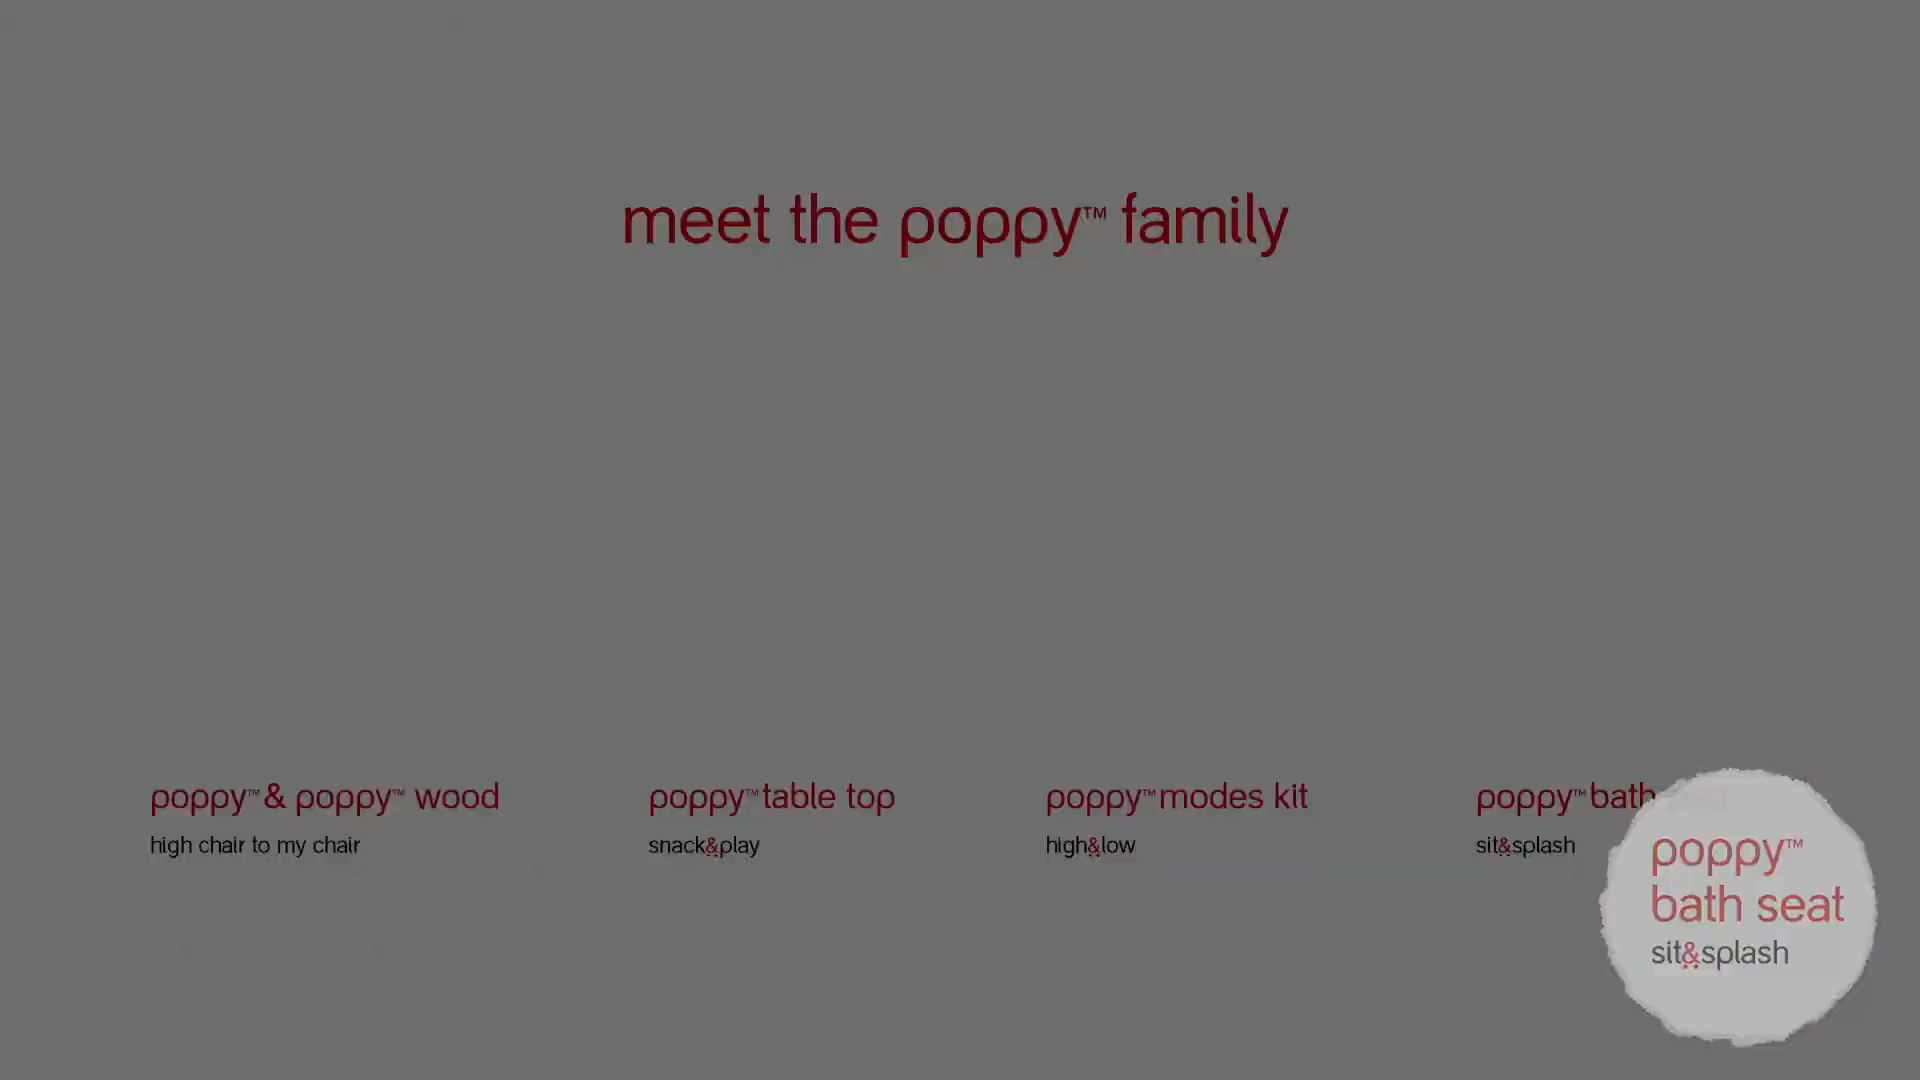 meet the poppy™ family
poppy™ & poppy™ wood
high chair to my chair
poppy™ table top
snack&play
poppy™ modes kit
high&low
poppy™ bath
sit&splash
poppy™
bath seat
sit&splash